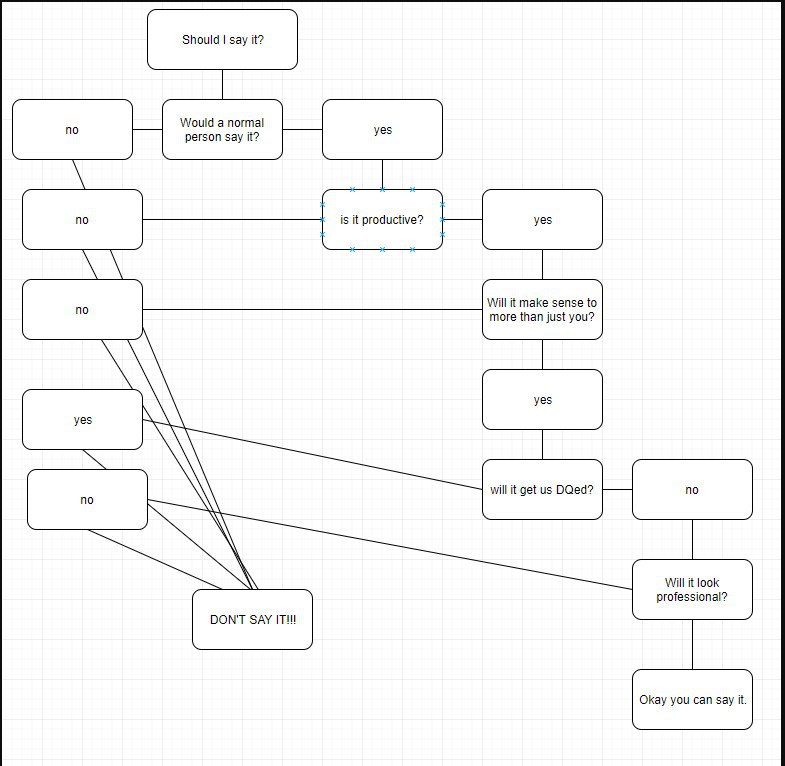 Should I say it?
no
Would a normal
person say it?
yes
no
is it productive?
yes
no
Will it make sense to
more than just you?
yes
yes
will it get us DQed?
no
no
Will it look
professional?
DON'T SAY IT!!!
Okay you can say it.